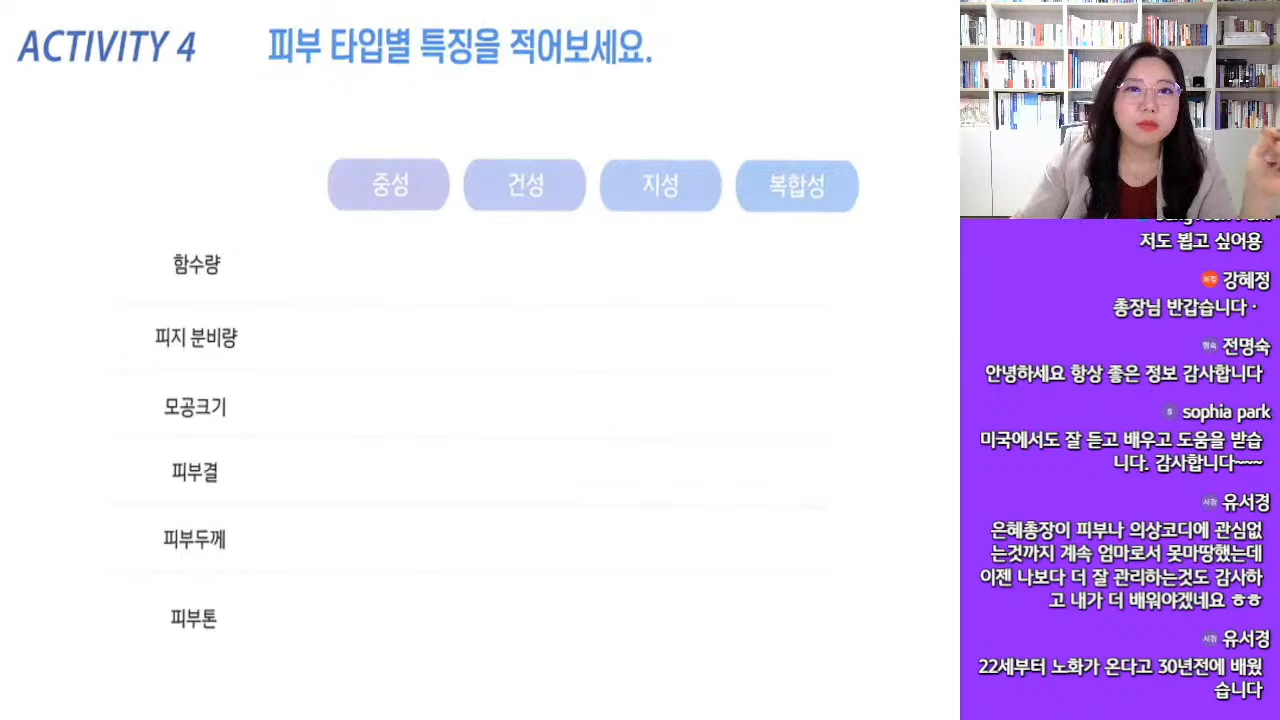 ACTIVITY 4 피부 타입별 특징을 적어보세요.
중성 건성 지성 복합성
함수량
피지 분비량
모공크기
피부결
피부두께
피부톤
저도 뵙고 싶어용
강혜정
총장님 반갑습니다·
전명숙
안녕하세요 항상 좋은 정보 감사합니다
sophia park
미국에서도 잘 듣고 배우고 도움을 받습
니다. 감사합니다~~~
유서경
은혜총장이 피부나 의상코디에 관심없
는것까지 계속 엄마로서 못마땅했는데
이젠 나보다 더 잘 관리하는것도 감사하
고 내가 더 배워야겠네요 ㅎㅎ
유서경
22세부터 노화가 온다고 30년전에 배웠
습니다